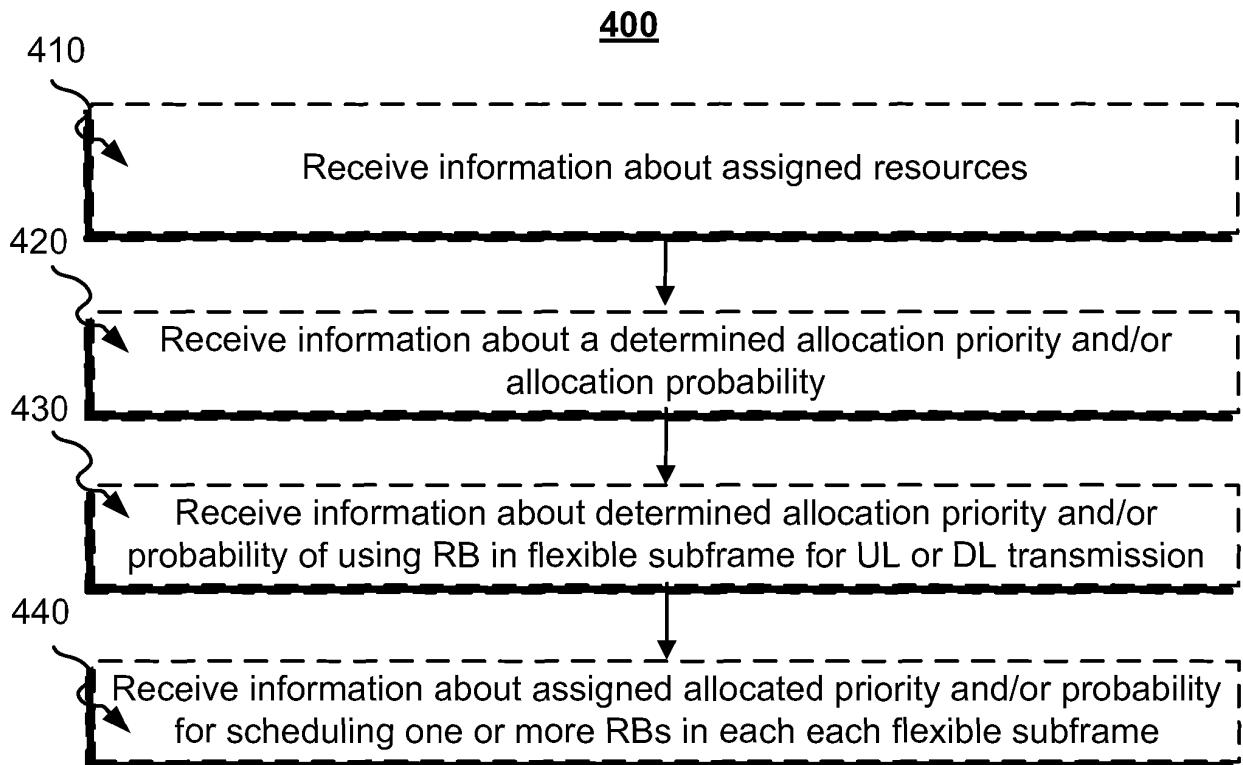 400
410
Receive information about assigned resources
420
Receive information about a determined allocation priority and/or
allocation probability
430
Receive information about determined allocation priority and/or
probability of using RB in flexible subframe for UL or DL transmission
440
Receive information about assigned allocated priority and/or probability
for scheduling one or more RBs in each each flexible subframe